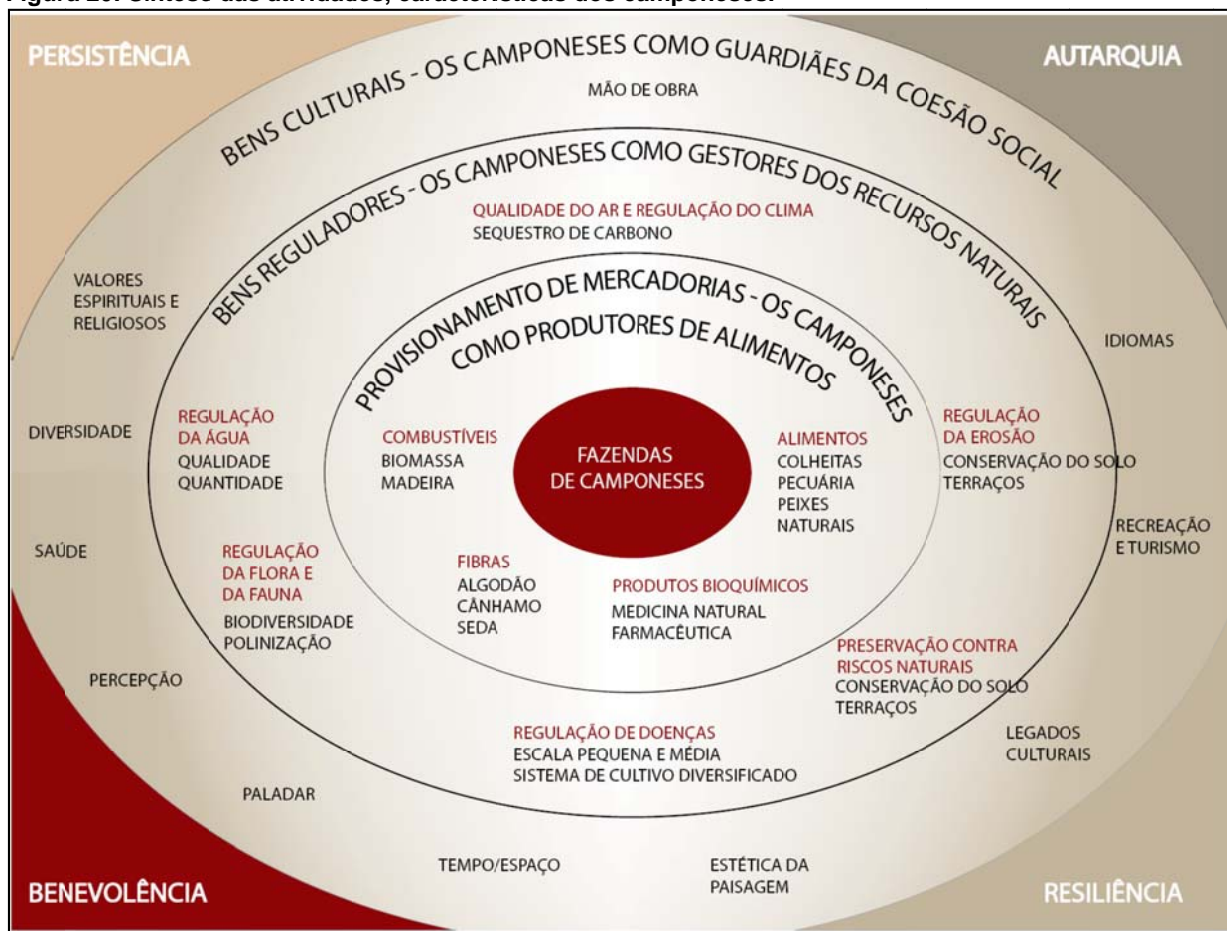 Figura 20: Síntese das atividades, características dos camponeses.
PERSISTÊNCIA
AUTARQUIA
BENS CULTURAIS - OS CAMPONESES COMO GUARDIÃES DA COESÃO SOCIAL
MÃO DE OBRA
BENS REGULADORES - OS CAMPONESES COMO GESTORES DOS RECURSOS NATURAIS
QUALIDADE DO AR E REGULAÇÃO DO CLIMA
SEQUESTRO DE CARBONO
PROVISIONAMENTO DE MERCADORIAS - OS CAMPONESES
COMO PRODUTORES DE ALIMENTOS
VALORES
ESPIRITUAIS E
RELIGIOSOS
IDIOMAS
DIVERSIDADE
REGULAÇÃO
DA ÁGUA
QUALIDADE
QUANTIDADE
COMBUSTÍVEIS
BIOMASSA
MADEIRA
FAZENDAS
DE CAMPONESES
ALIMENTOS
COLHEITAS
PECUÁRIA
PEIXES
NATURAIS
REGULAÇÃO
DA EROSÃO
CONSERVAÇÃO DO SOLO
TERRAÇOS
RECREAÇÃO
E TURISMO
SAÚDE
REGULAÇÃO
DA FLORA E
DA FAUNA
BIODIVERSIDADE
POLINIZAÇÃO
FIBRAS
ALGODÃO
CÂNHAMO
SEDA
PRODUTOS BIOQUÍMICOS
MEDICINA NATURAL
FARMACÊUTICA
PRESERVAÇÃO CONTRA
RISCOS NATURAIS
CONSERVAÇÃO DO SOLO
TERRAÇOS
PERCEPÇÃO
REGULAÇÃO DE DOENÇAS
ESCALA PEQUENA E MÉDIA
SISTEMA DE CULTIVO DIVERSIFICADO
LEGADOS
CULTURAIS
PALADAR
TEMPO/ESPAÇO
ESTÉTICA DA
PAISAGEM
BENEVOLÊNCIA
RESILIÊNCIA